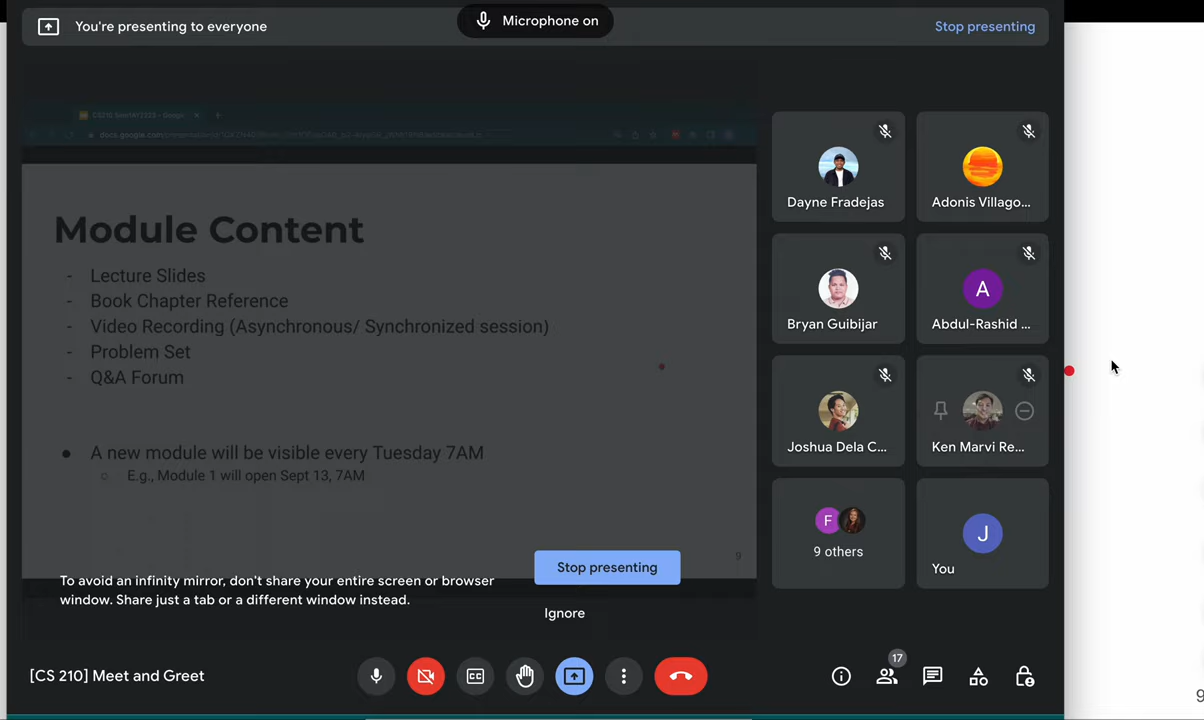 You're presenting to everyone
Microphone on
Stop presenting
Module Content
- Lecture Slides
- Book Chapter Reference
- Video Recording (Asynchronous/ Synchronized session)
- Problem Set
- Q&A Forum
● A new module will be visible every Tuesday 7AM
○ E.g., Module 1 will open Sept 13, 7AM
9
To avoid an infinity mirror, don't share your entire screen or browser
window. Share just a tab or a different window instead.
Stop presenting
Ignore
Dayne Fradejas
Adonis Villago...
Bryan Guibijar
A
Abdul-Rashid ...
Joshua Dela C...
Ken Marvi Re...
F
9 others
J
You
[CS 210] Meet and Greet
CC
17
9